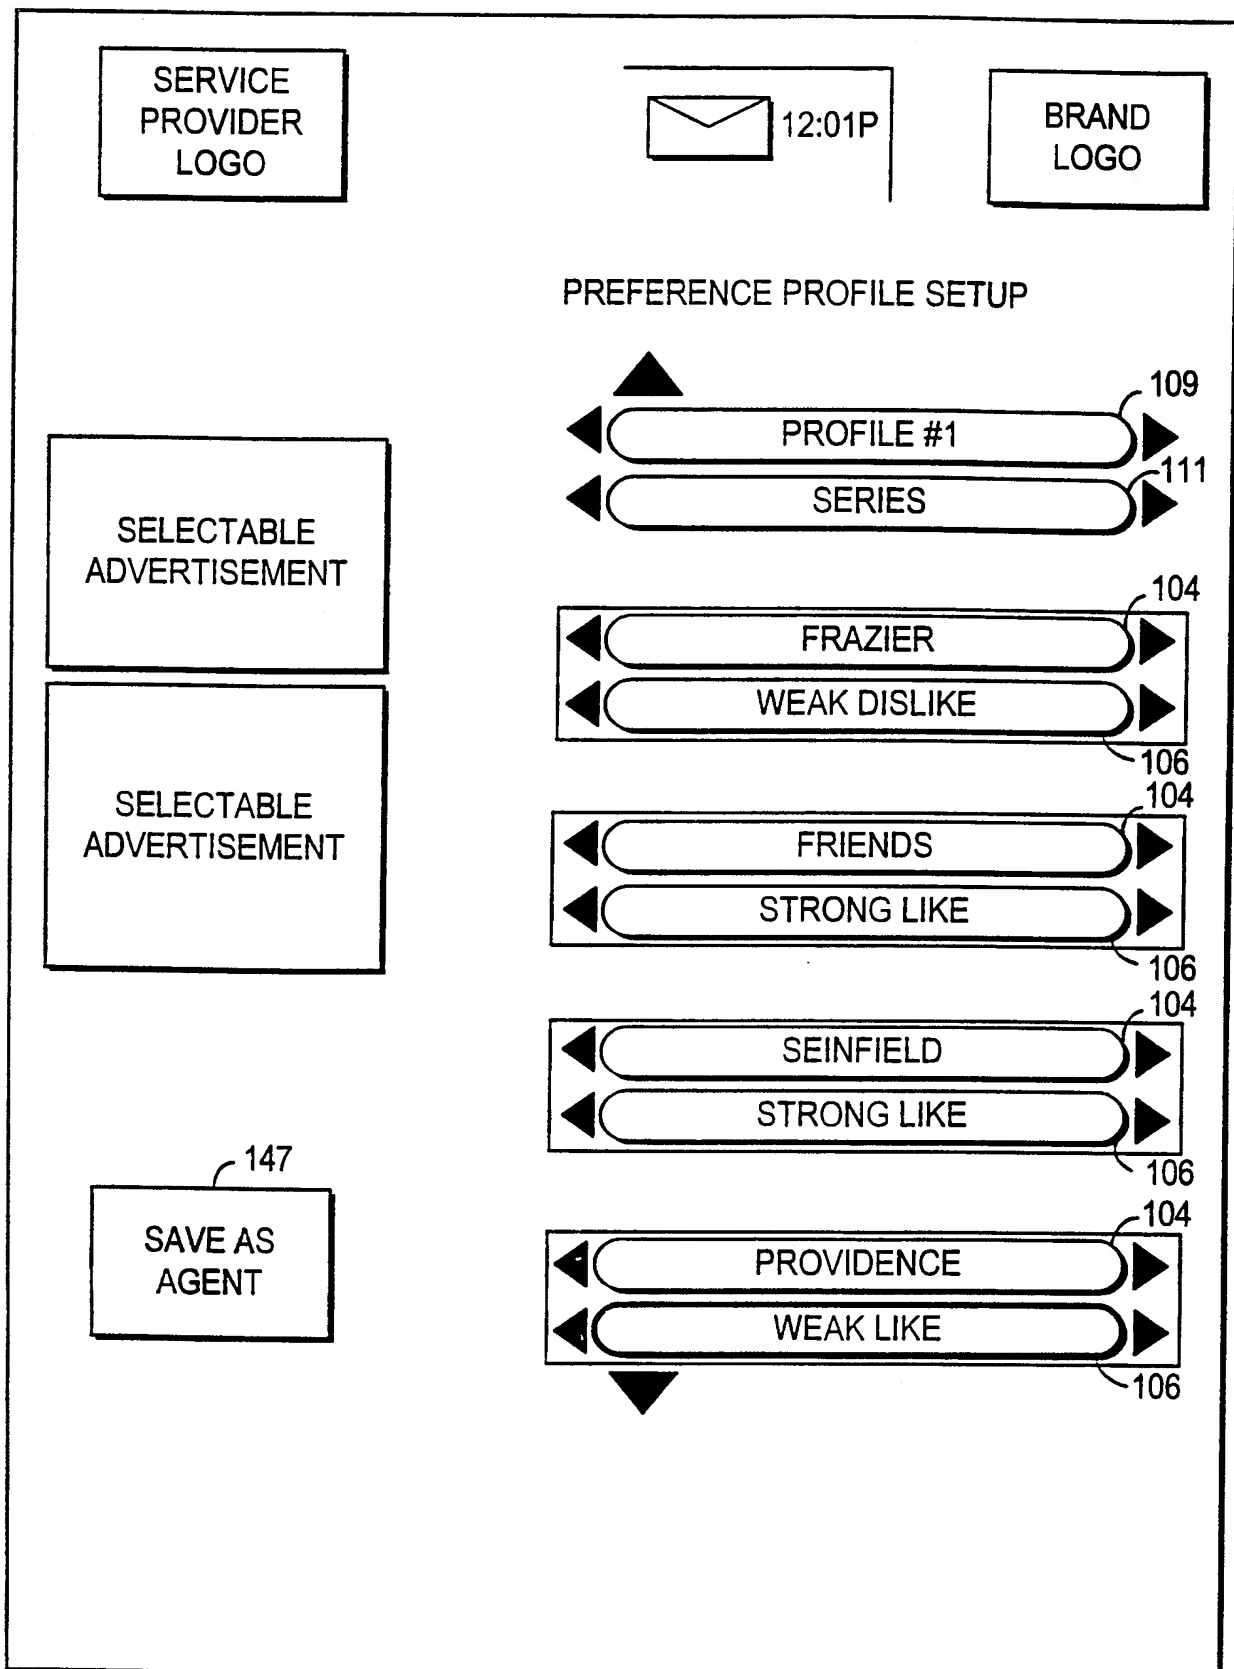 SERVICE
PROVIDER
LOGO
12:01P
BRAND
LOGO
PREFERENCE PROFILE SETUP
109
PROFILE #1
111
SERIES
SELECTABLE
ADVERTISEMENT
104
FRAZIER
WEAK DISLIKE
106
SELECTABLE
ADVERTISEMENT
104
FRIENDS
STRONG LIKE
106
104
SEINFIELD
STRONG LIKE
106
147
SAVE AS
AGENT
104
PROVIDENCE
WEAK LIKE
106